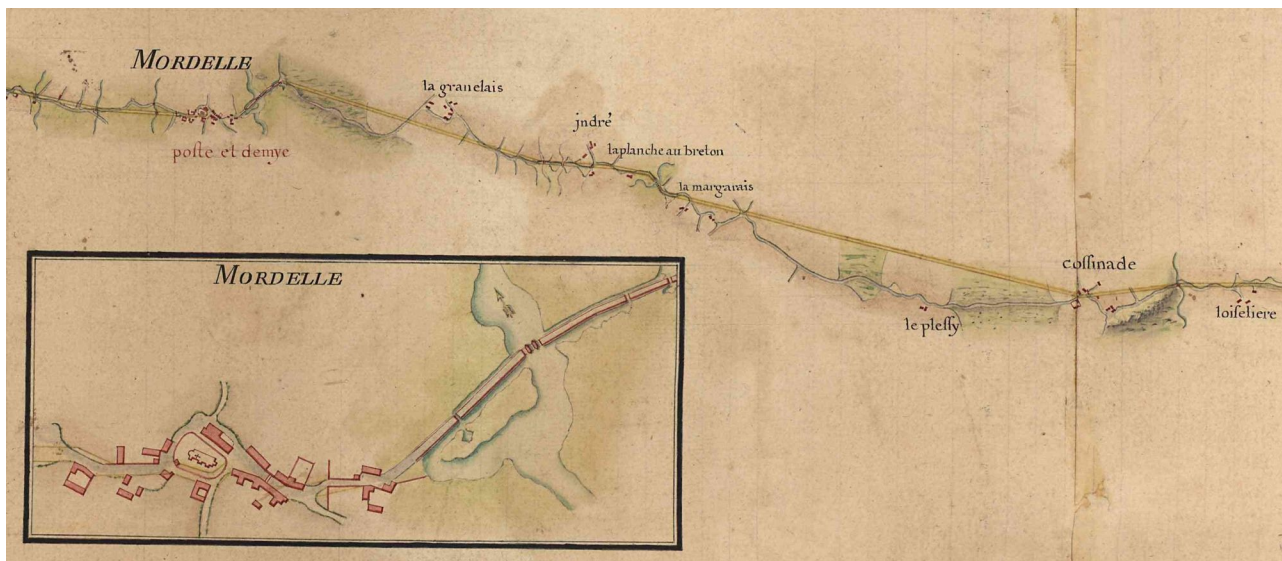 MORDELLE
la granelais
jndré
poste et demye
laplanche au breton
la margarais
cossinade
MORDELLE
loiseliere
le plessy